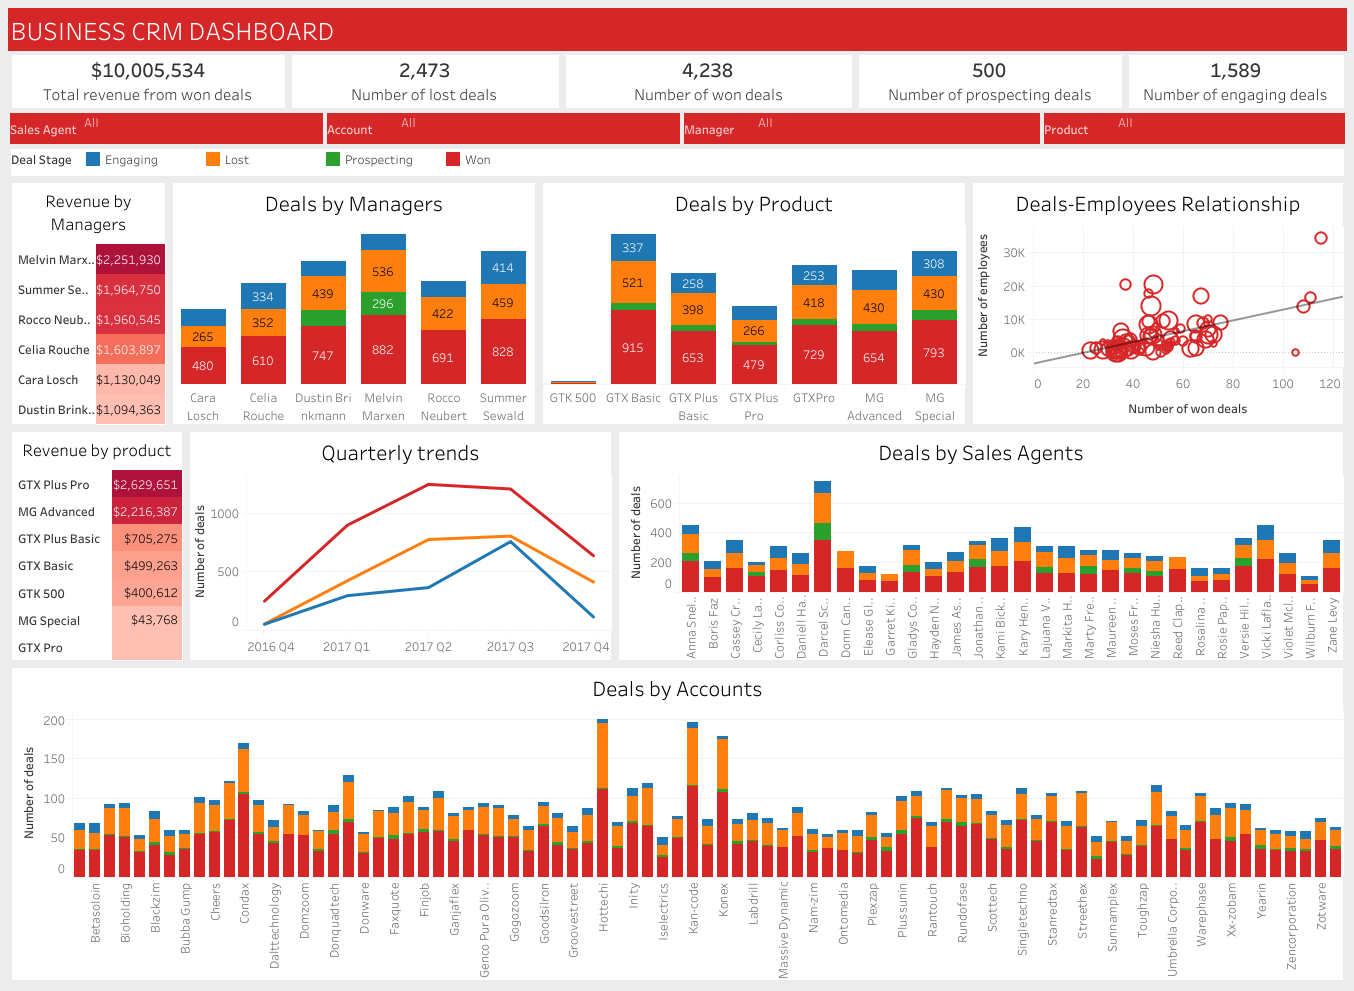 BUSINESS CRM DASHBOARD
$10,005,534
Total revenue from won deals
2,473
Number of lost deals
4,238
Number of won deals
500
Number of prospecting deals
1,589
Number of engaging deals
Sales Agent All
Account All
Manager All
Product All
Deal Stage Engaging Lost Prospecting Won
Revenue by
Managers
Melvin Marx.. $2,251,930
Summer Se.. $1,964,750
Rocco Neub.. $1,960,545
Celia Rouche $1,603,897
Cara Losch $1,130,049
Dustin Brink.. $1,094,363
Deals by Managers
265
480
334
352
610
439
747
536
296
882
422
691
414
459
828
Cara
Losch
Celia
Rouche
Dustin Bri
nkmann
Melvin
Marxen
Rocco
Neubert
Summer
Sewald
Deals by Product
337
521
915
258
398
653
266
479
253
418
729
430
654
308
430
793
GTK 500
GTX Basic
GTX Plus
Basic
GTX Plus
Pro
GTXPro
MG
Advanced
MG
Special
Deals-Employees Relationship
Number of employees
30K
20K
10K
0K
0 20 40 60 80 100 120
Number of won deals
Revenue by product
GTX Plus Pro $2,629,651
MG Advanced $2,216,387
GTX Plus Basic $705,275
GTX Basic $499,263
GTK 500 $400,612
MG Special $43,768
GTX Pro
Quarterly trends
Number of deals
1000
500
0
2016 Q4 2017 Q1 2017 Q2 2017 Q3 2017 Q4
Deals by Sales Agents
Number of deals
600
400
200
0
Anna Snel..
Boris Faz
Cassey Cr..
Cecily La..
Corliss Co..
Daniell Ha..
Darcel Sc..
Donn Can..
Elease Gl..
Garret Ki..
Gladys Co..
Hayden N..
James As..
Jonathan ..
Kami Bick..
Kary Hen..
Lajuana V..
Markita H..
Marty Fre..
Maureen ..
Moses Fr..
Niesha Hu..
Reed Clap..
Rosalina ..
Rosie Pap..
Versie Hil..
Vicki Lafla..
Violet Mcl..
Wilburn F..
Zane Levy
Deals by Accounts
Number of deals
200
150
100
50
0
Betasoloin
Bioholding
Blackzim
Bubba Gump
Cheers
Condax
Dalttechnology
Domzoom
Donquadtech
Donware
Faxquote
Finjob
Ganjaflex
Genco Pura Oliv..
Gogozoom
Goodsilron
Groovestreet
Hottechi
Inity
Iselectrics
Kan-code
Konex
Labdrill
Massive Dynamic
Nam-zim
Ontomedia
Plexzap
Plussunin
Rantouch
Rundofase
Scottech
Singletechno
Stanredtax
Streethex
Sunnamplex
Toughzap
Umbrella Corpo..
Warephase
Xx-zobam
Yearin
Zencorporation
Zotware